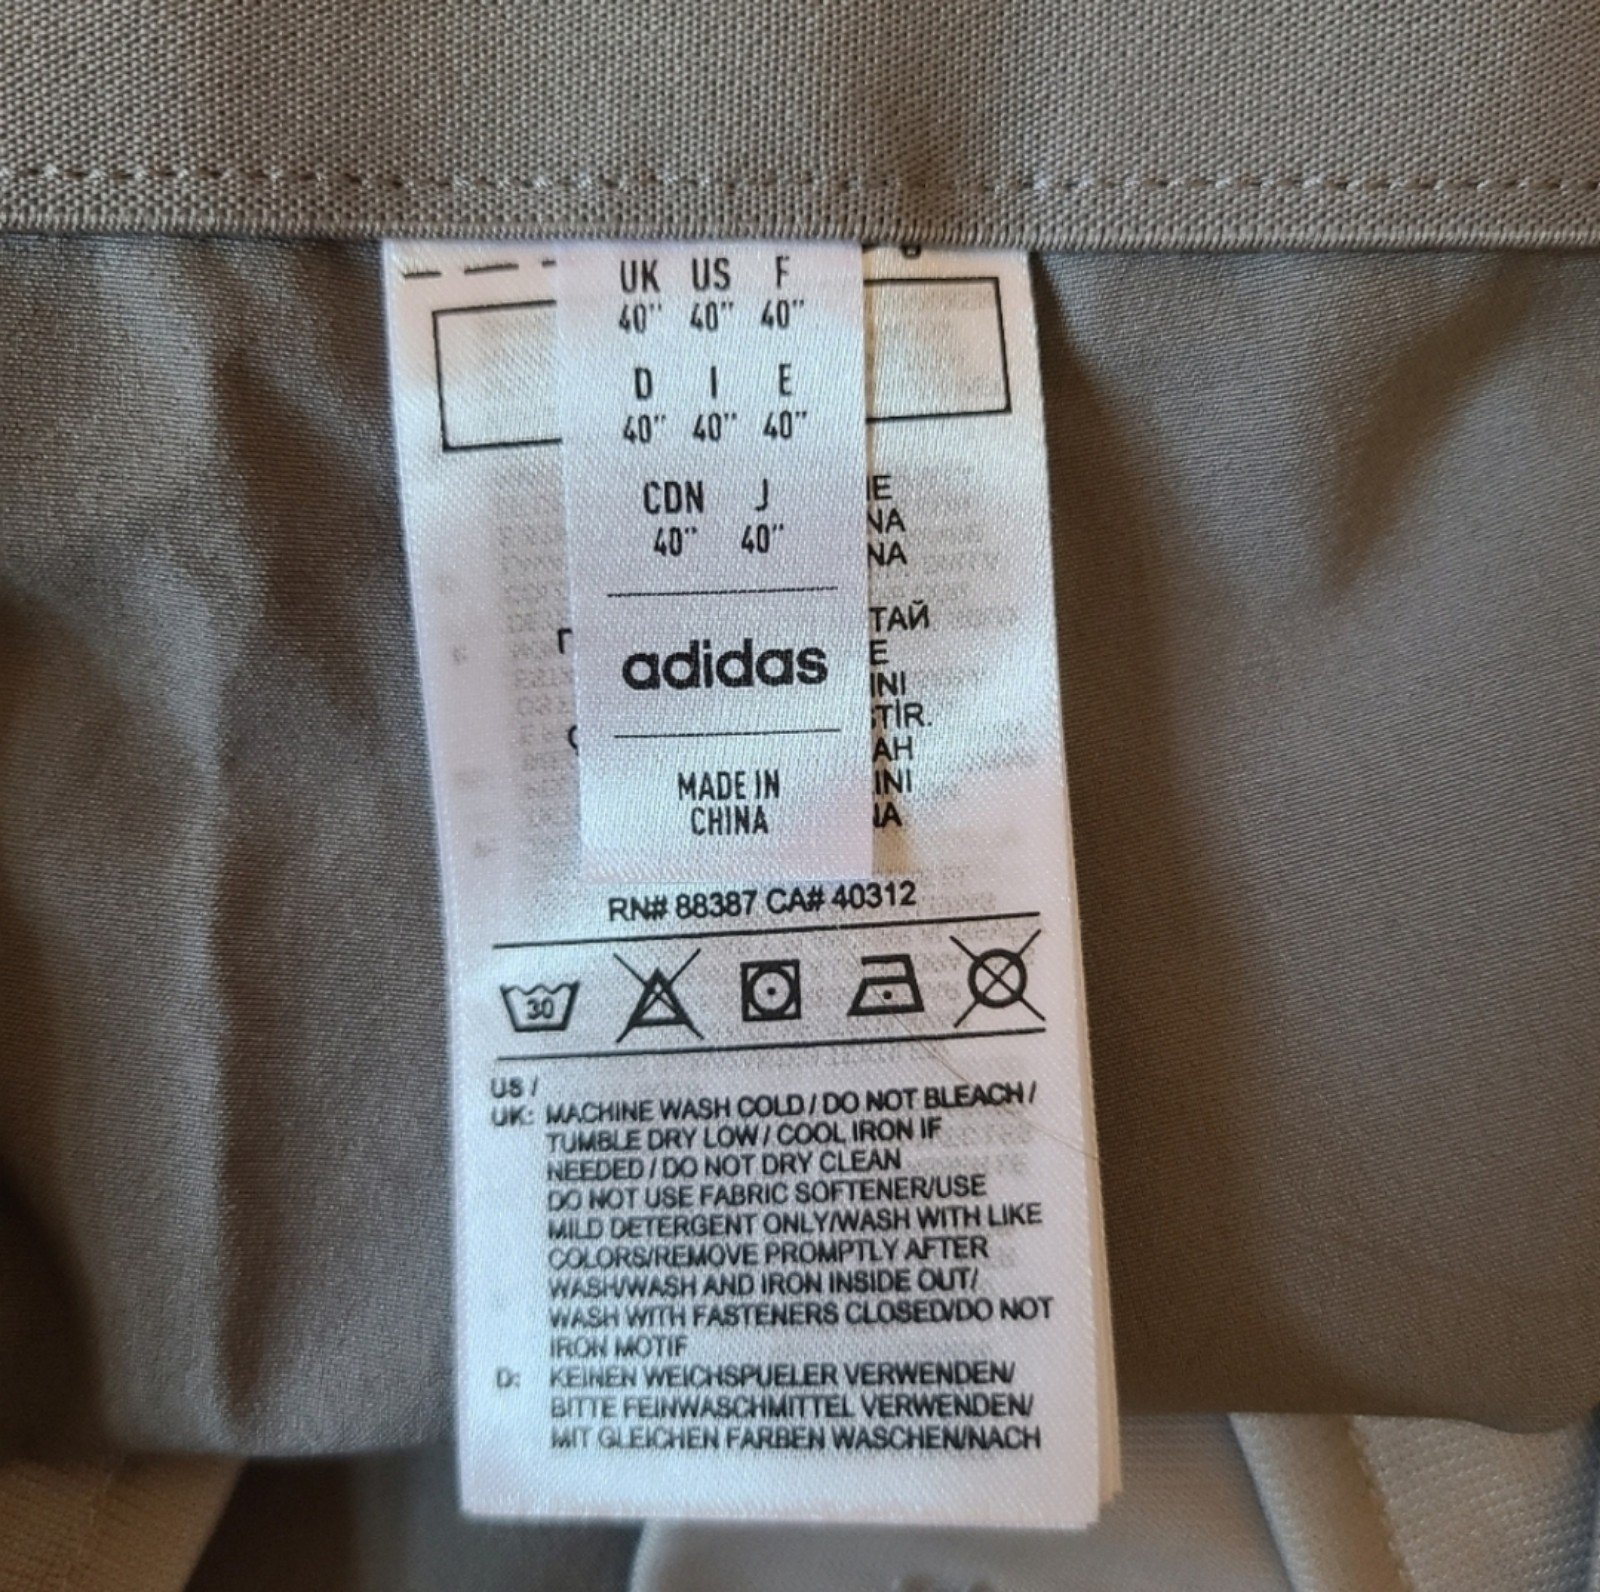 UK US F
40" 40" 40"
D I E
40" 40" 40"
CDN J
40" 40"
adidas
MADE IN
CHINA
RN# 88387 CA# 40312
30
US /
UK: MACHINE WASH COLD / DO NOT BLEACH /
TUMBLE DRY LOW / COOL IRON IF
NEEDED / DO NOT DRY CLEAN
DO NOT USE FABRIC SOFTENER/USE
MILD DETERGENT ONLY/WASH WITH LIKE
COLORS/REMOVE PROMPTLY AFTER
WASH/WASH AND IRON INSIDE OUT/
WASH WITH FASTENERS CLOSED/DO NOT
IRON MOTIF
D: KEINEN WEICHSPUELER VERWENDEN/
BITTE FEINWASCHMITTEL VERWENDEN/
MIT GLEICHEN FARBEN WASCHEN/NACH